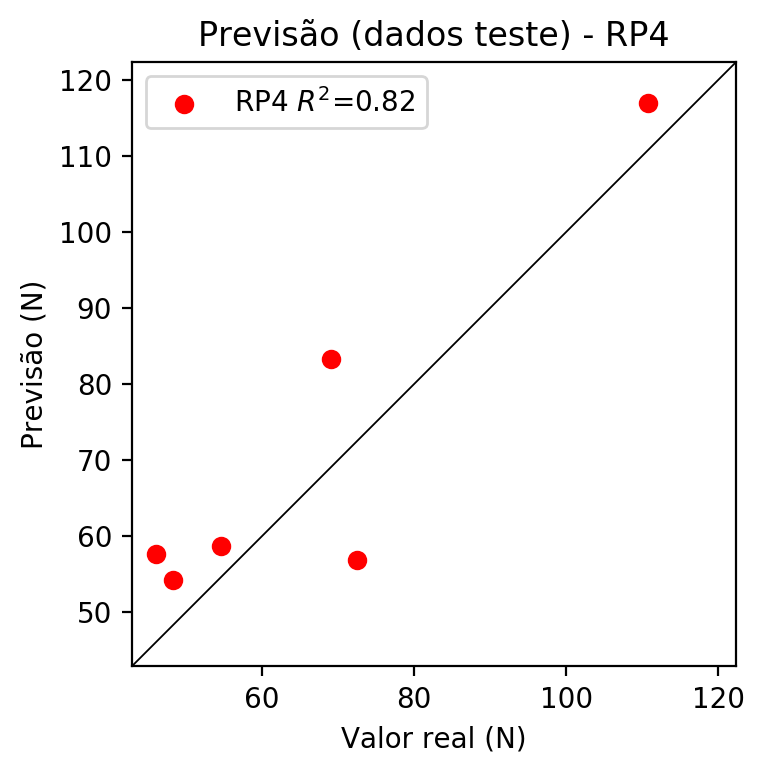 Previsão (dados teste) - RP4
RP4 R²=0.82
Previsão (N)
120
110
100
90
80
70
60
50
60 80 100 120
Valor real (N)